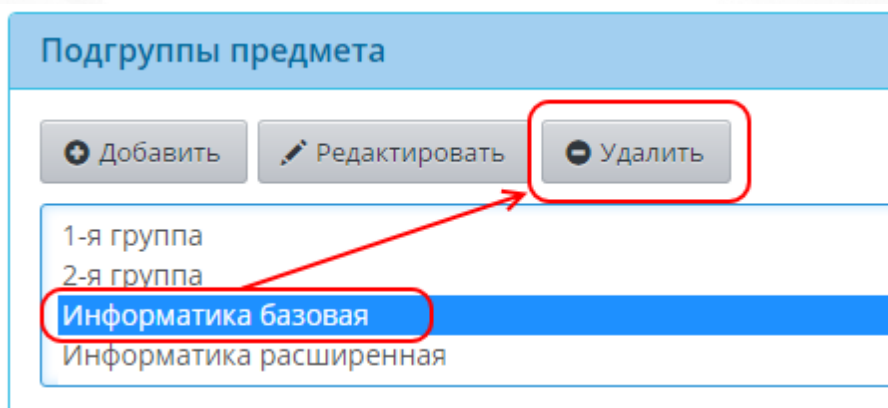 Подгруппы предмета
Добавить Редактировать Удалить
1-я группа
2-я группа
Информатика базовая
Информатика расширенная